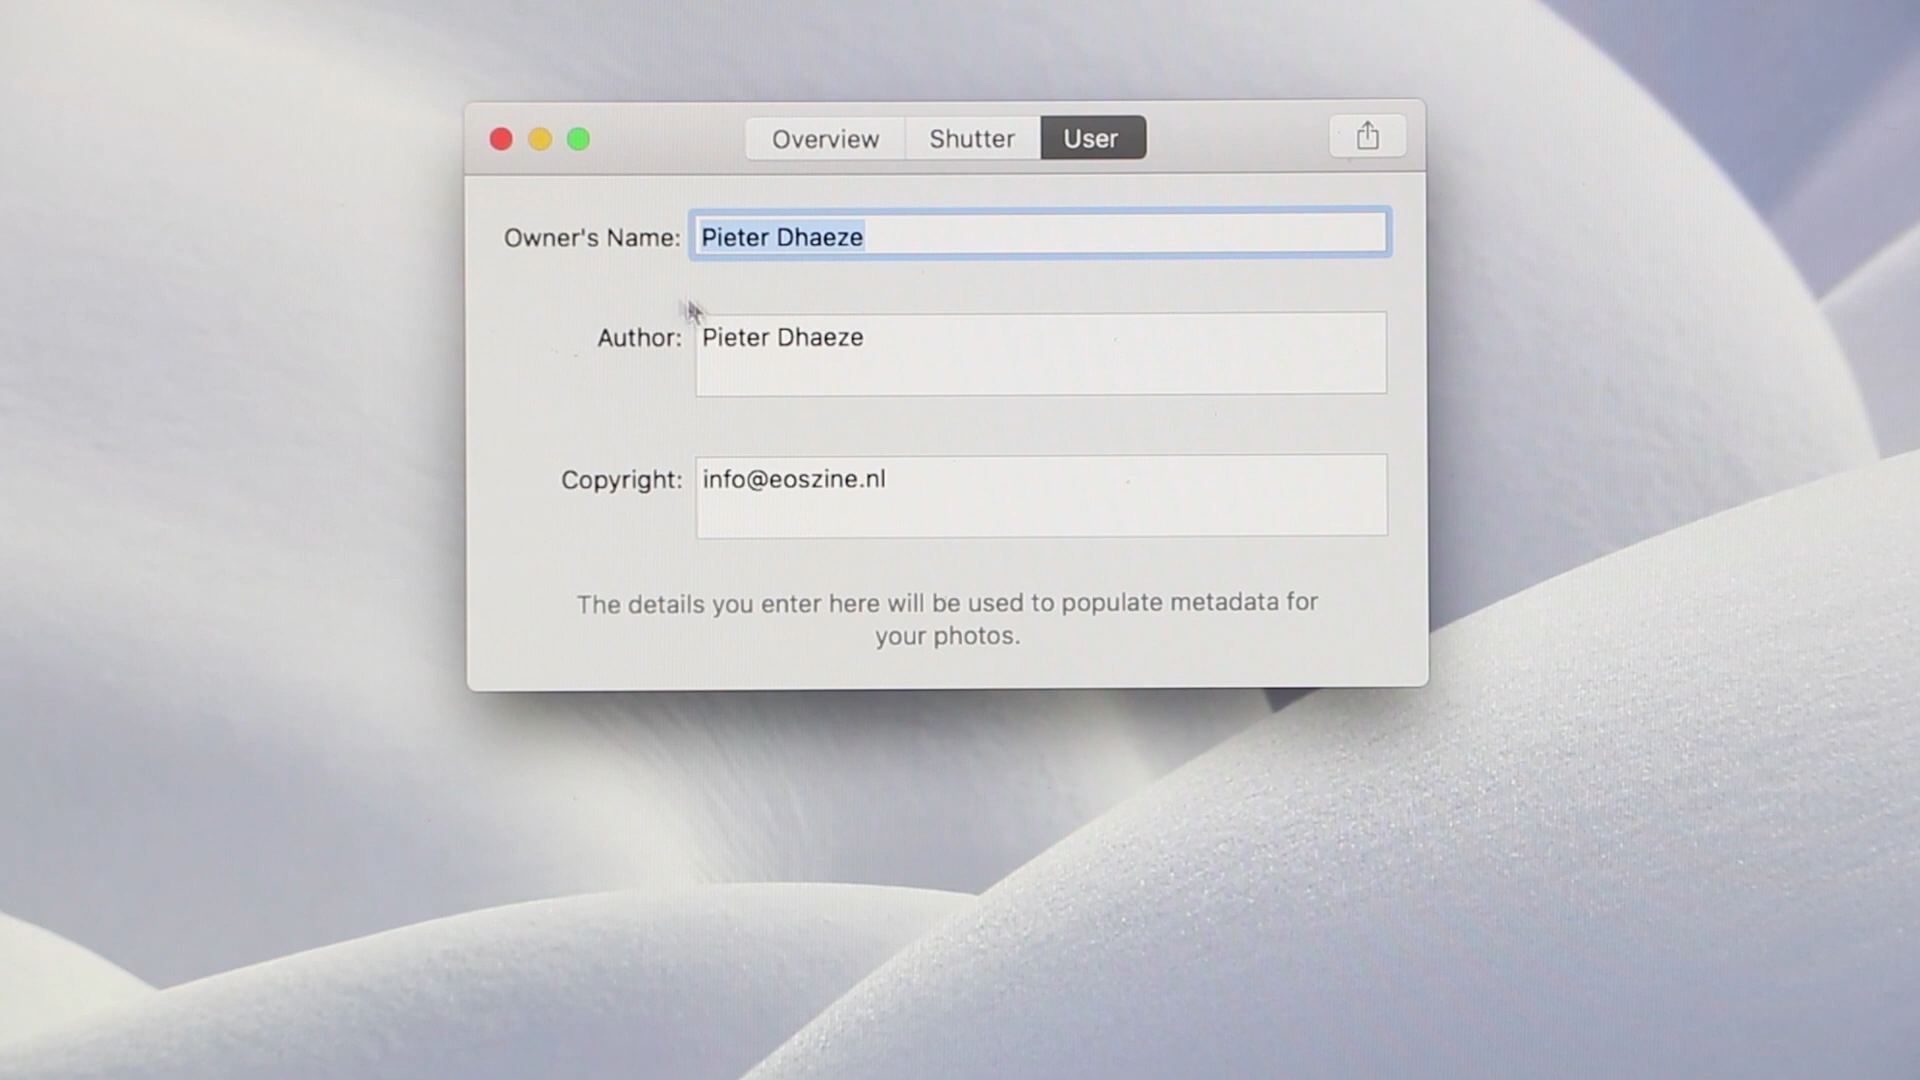 Overview Shutter User
Owner's Name: Pieter Dhaeze
Author: Pieter Dhaeze
Copyright: info@eoszine.nl
The details you enter here will be used to populate metadata for
your photos.